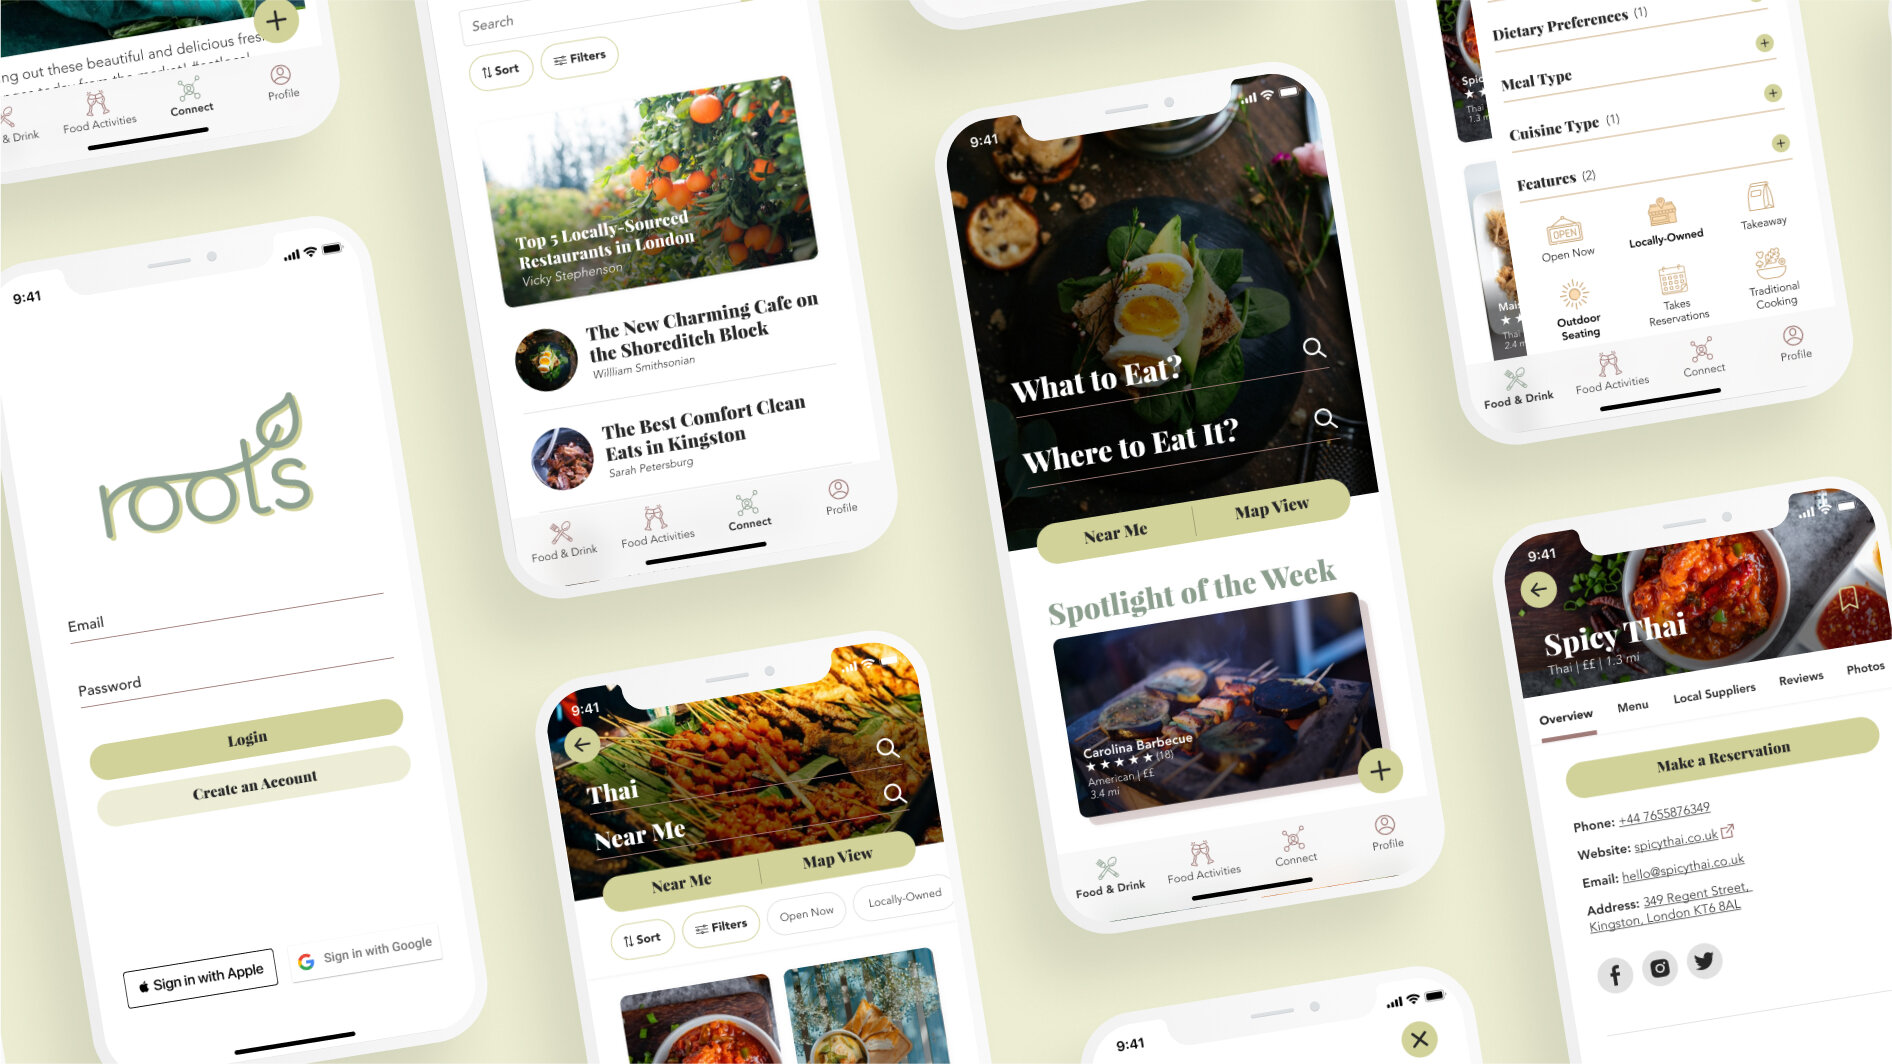 ng out these beautiful and delicious fres
& Drink
Food Activities
Connect
Profile
9:41
roots
Email
Password
Login
Create an Account
Sign in with Apple
Sign in with Google
Search
Sort
Filters
Top 5 Locally-Sourced
Restaurants in London
Vicky Stephenson
The New Charming Cafe on
the Shoreditch Block
Willliam Smithsonian
The Best Comfort Clean
Eats in Kingston
Sarah Petersburg
Food & Drink
Food Activities
Connect
Profile
9:41
Thai
Near Me
Near Me
Map View
Sort
Filters
Open Now
Locally-Owned
9:41
What to Eat?
Where to Eat It?
Near Me
Map View
Spotlight of the Week
Carolina Barbecue
★★★★★ (18)
American | ££
3.4 mi
Food & Drink
Food Activities
Connect
Profile
9:41
Dietary Preferences (1)
Meal Type
Cuisine Type (1)
Features (2)
OPEN
Open Now
Locally-Owned
Takeaway
Outdoor
Seating
Takes
Reservations
Traditional
Cooking
Food & Drink
Food Activities
Connect
Profile
9:41
Spicy Thai
Thai | ££ | 1.3 mi
Overview
Menu
Local Suppliers
Reviews
Photos
Make a Reservation
Phone: +44 7655876349
Website: spicythai.co.uk
Email: hello@spicythai.co.uk
Address: 349 Regent Street,
Kingston, London KT6 8AL